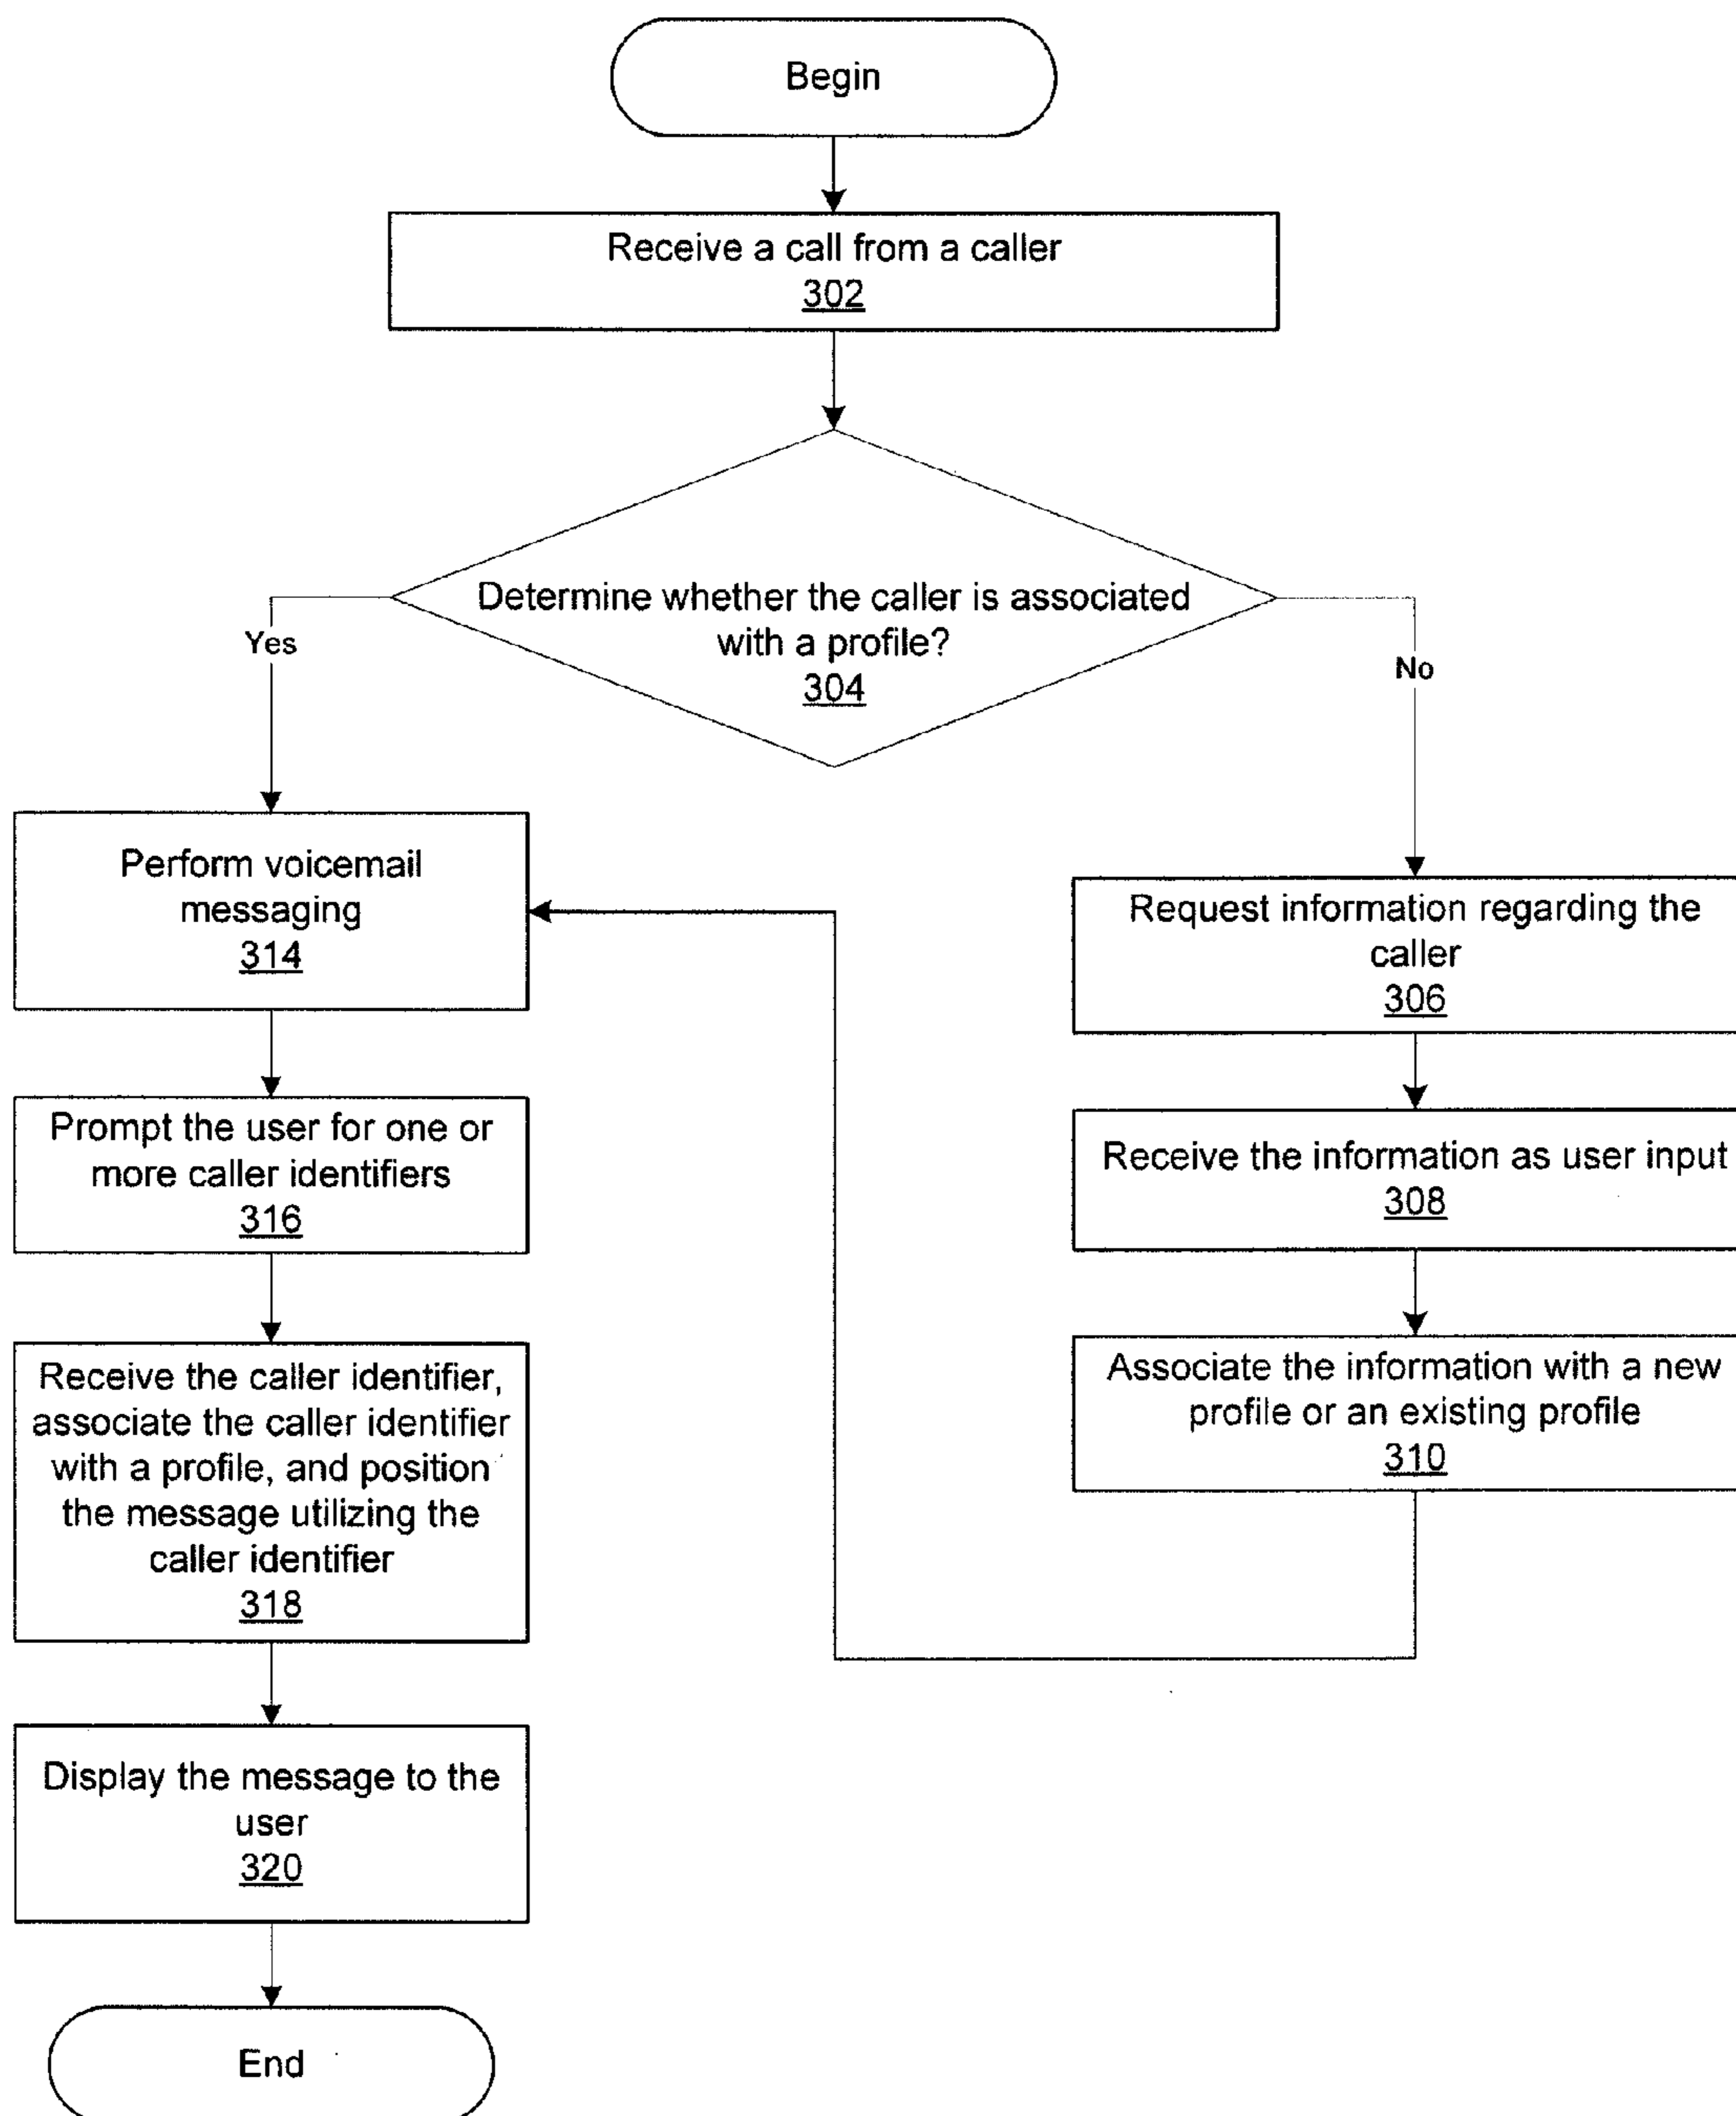 Begin
Receive a call from a caller
302
Determine whether the caller is associated
with a profile?
304
Yes
No
Perform voicemail
messaging
314
Prompt the user for one or
more caller identifiers
316
Receive the caller identifier,
associate the caller identifier
with a profile, and position
the message utilizing the
caller identifier
318
Display the message to the
user
320
End
Request information regarding the
caller
306
Receive the information as user input
308
Associate the information with a new
profile or an existing profile
310